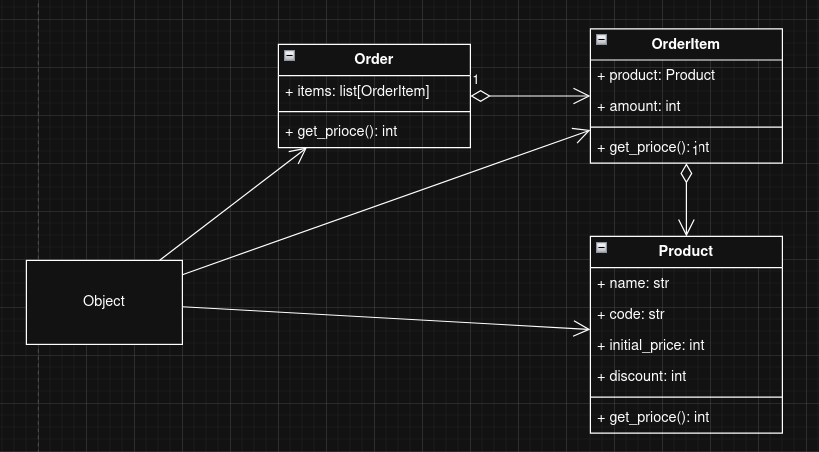 Order
+ items: list[OrderItem]
+ get_prioce(): int
1
OrderItem
+ product: Product
+ amount: int
+ get_prioce(): int
1
Product
+ name: str
+ code: str
+ initial_price: int
+ discount: int
+ get_prioce(): int
Object